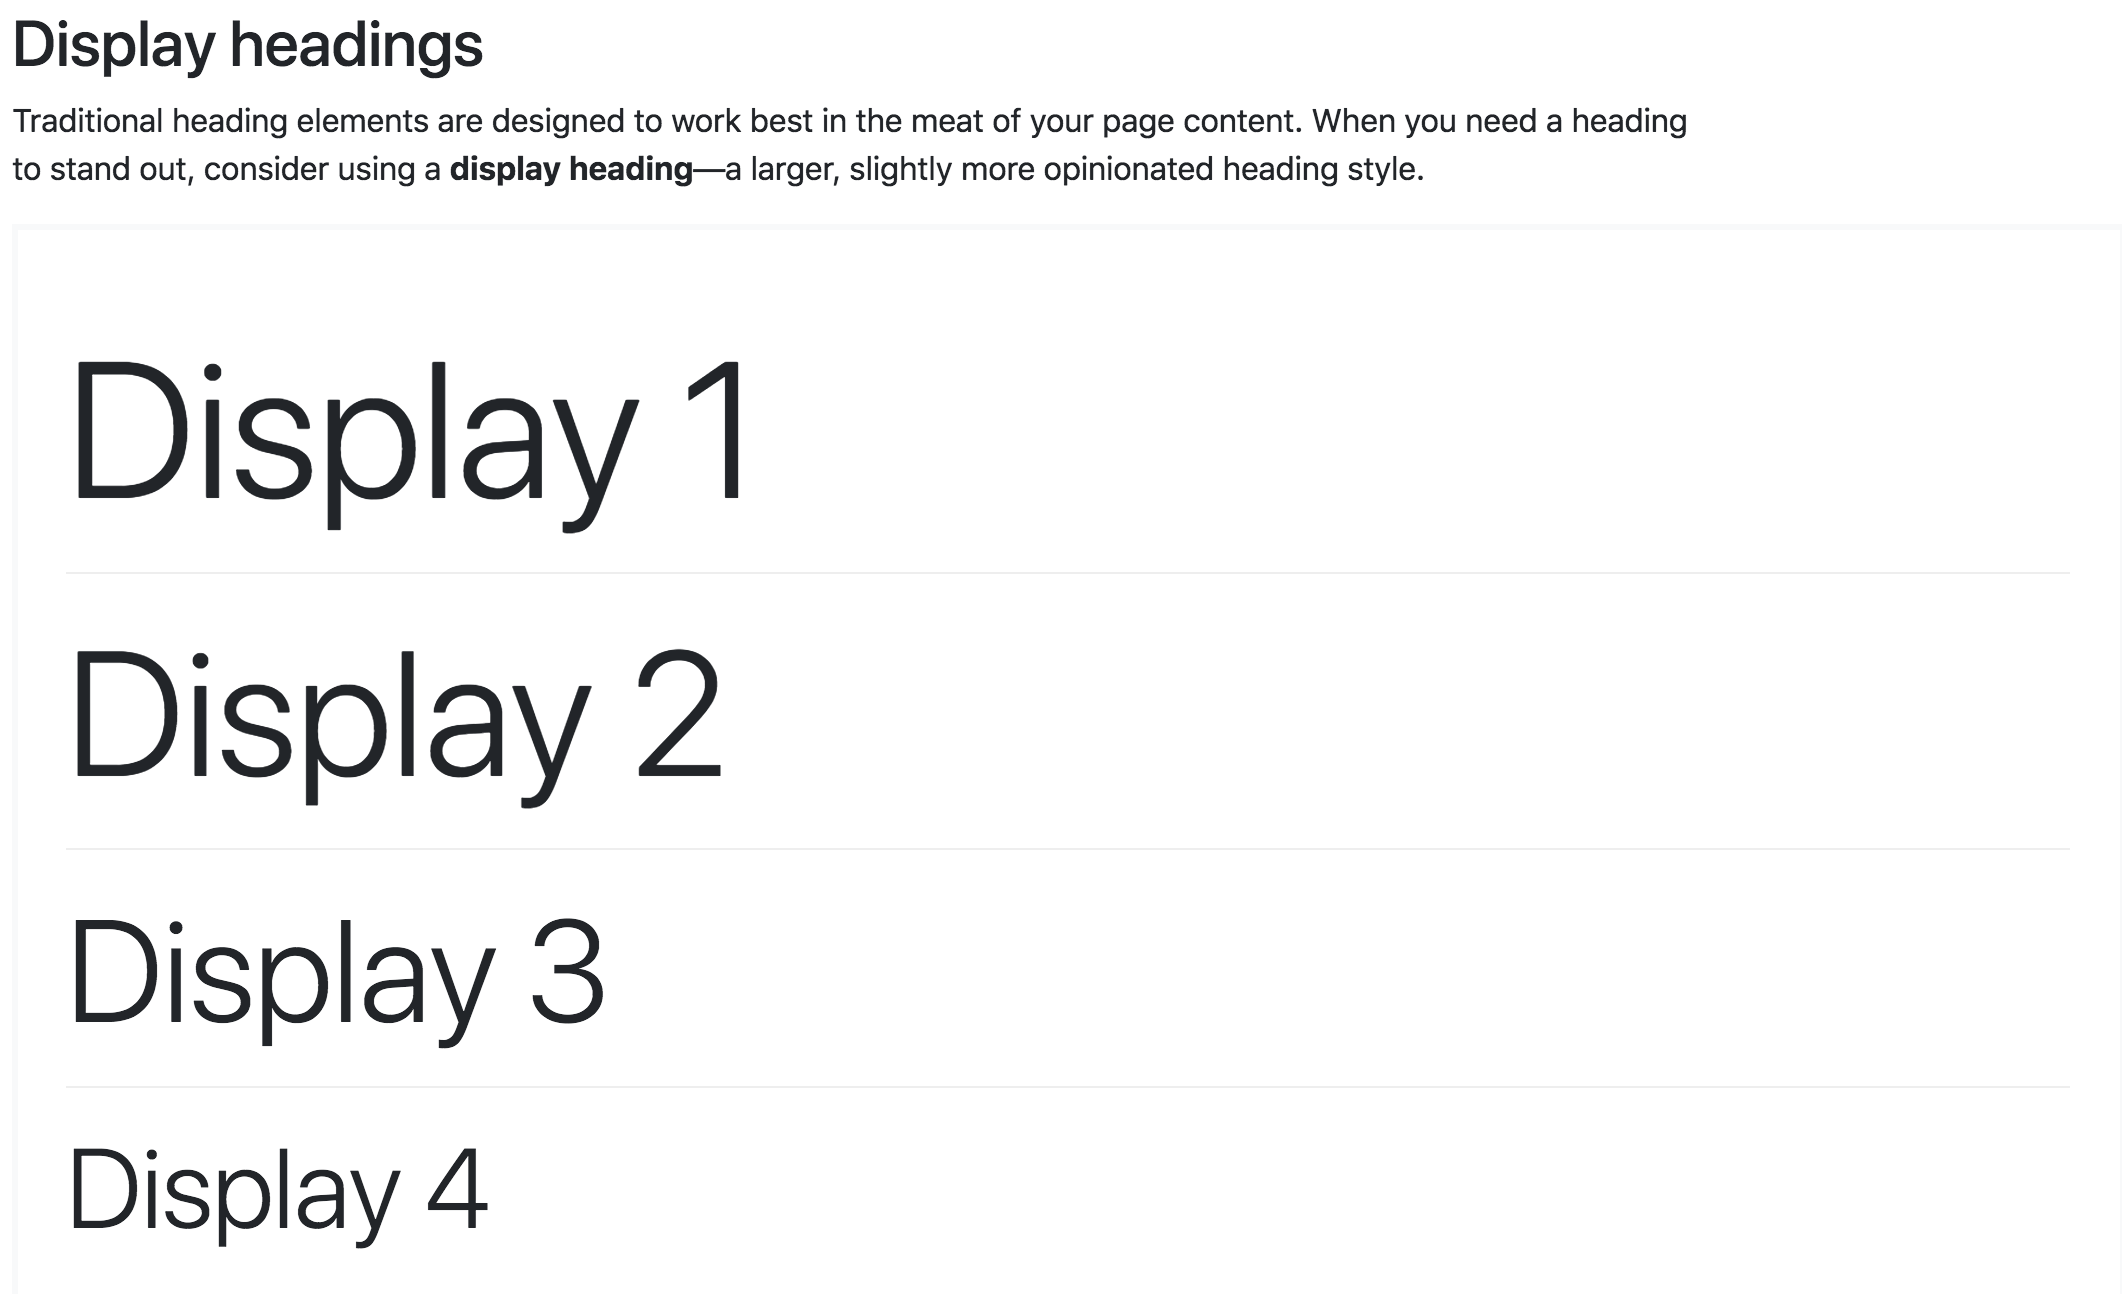 Display headings
Traditional heading elements are designed to work best in the meat of your page content. When you need a heading
to stand out, consider using a display heading—a larger, slightly more opinionated heading style.
Display 1
Display 2
Display 3
Display 4